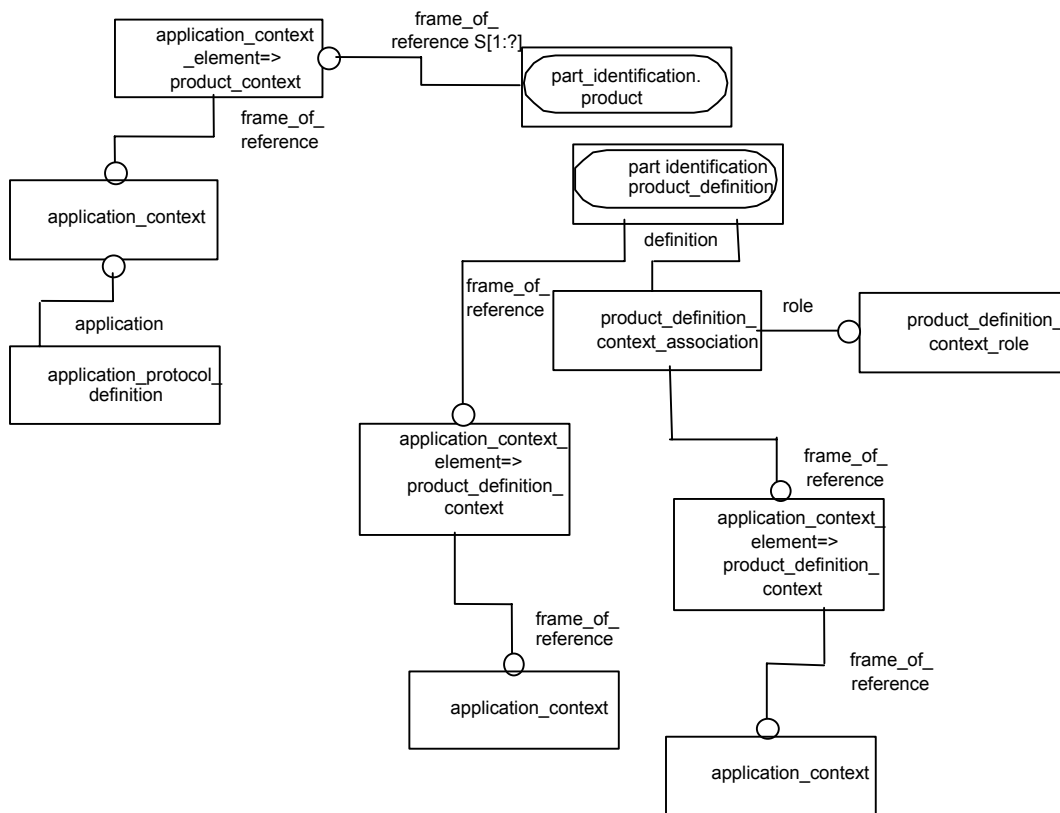 frame_of_
reference S[1:?]
application_context
_element=>
product_context
part_identification.
product
frame_of_
reference
part identification
product_definition
application_context
definition
frame_of_
reference
application
role
product_definition_
context_association
product_definition_
context_role
application_protocol_
definition
application_context_
element=>
product_definition_
context
frame_of_
reference
application_context_
element=>
product_definition_
context
frame_of_
reference
frame_of_
reference
application_context
application_context